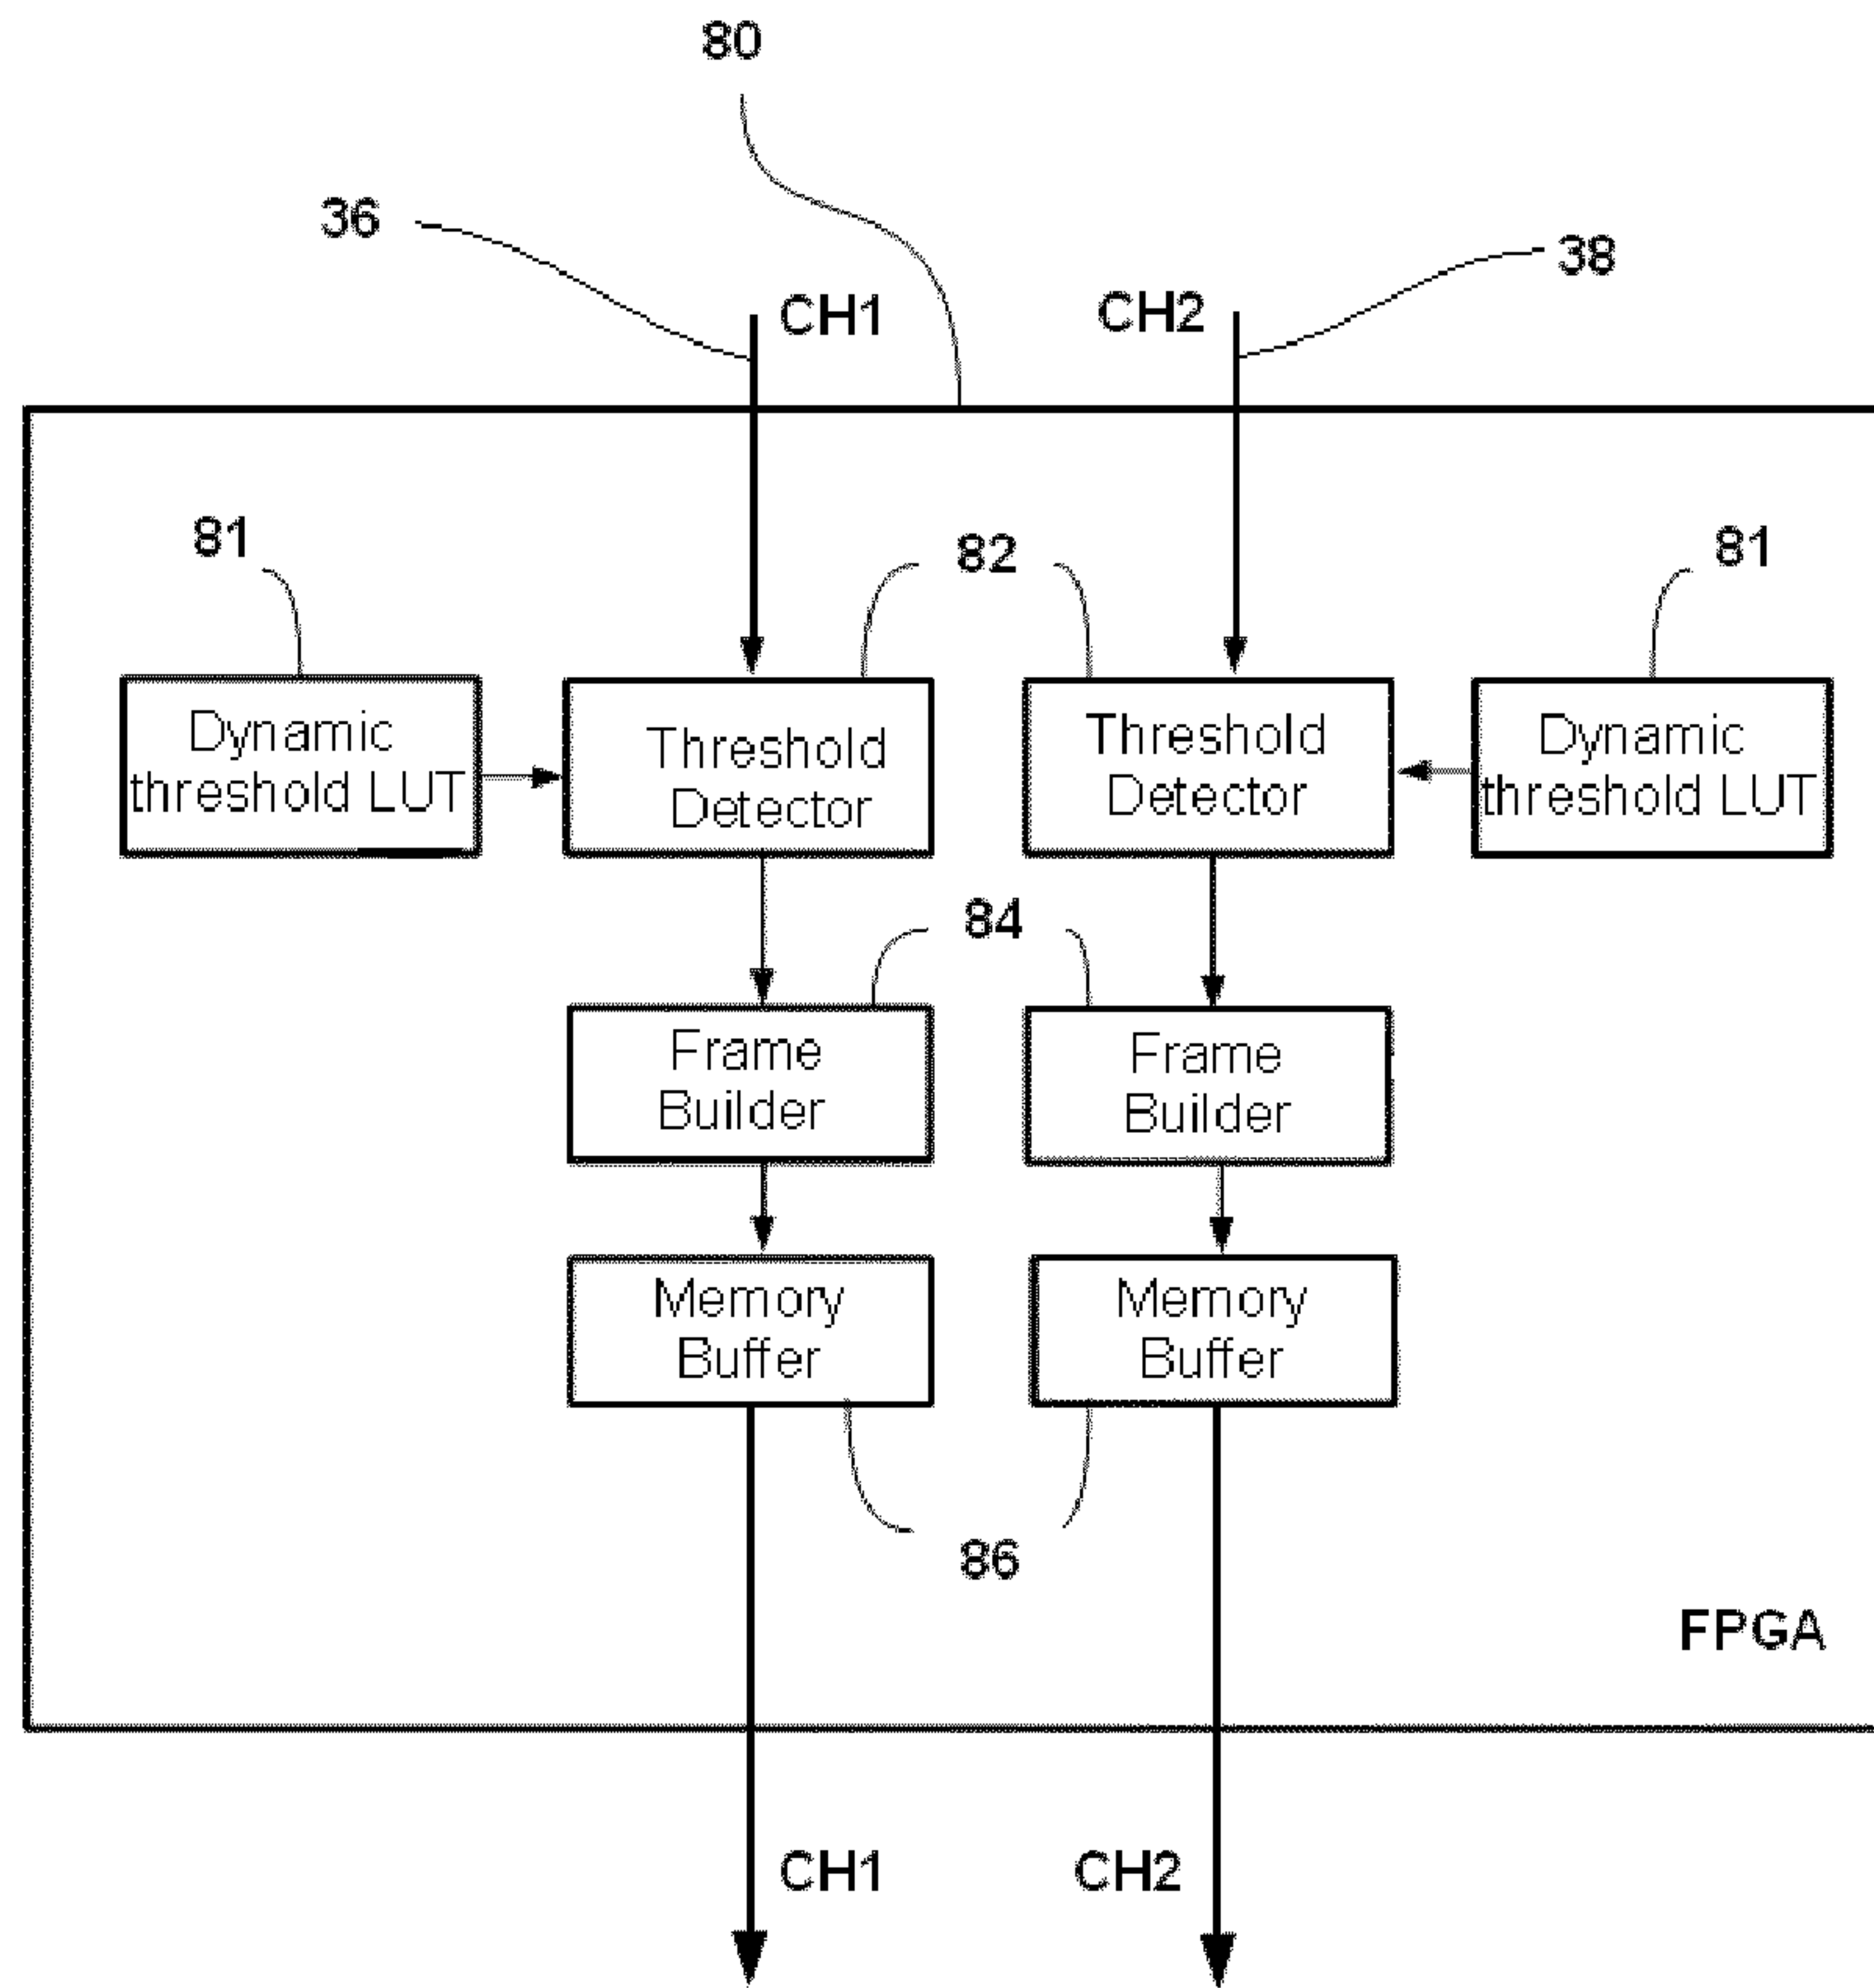 80
36
38
CH1
CH2
81
82
81
Dynamic
threshold LUT
Threshold
Detector
Threshold
Detector
Dynamic
threshold LUT
84
Frame
Builder
Frame
Builder
Memory
Buffer
Memory
Buffer
86
FPGA
CH1
CH2